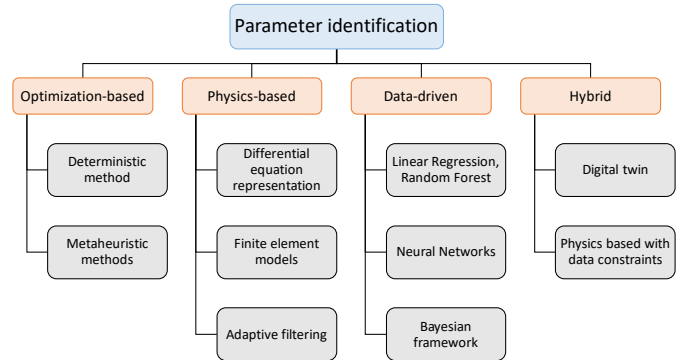 Parameter identification
Optimization-based
Physics-based
Data-driven
Hybrid
Deterministic
method
Metaheuristic
methods
Differential
equation
representation
Finite element
models
Adaptive filtering
Linear Regression,
Random Forest
Neural Networks
Bayesian
framework
Digital twin
Physics based with
data constraints